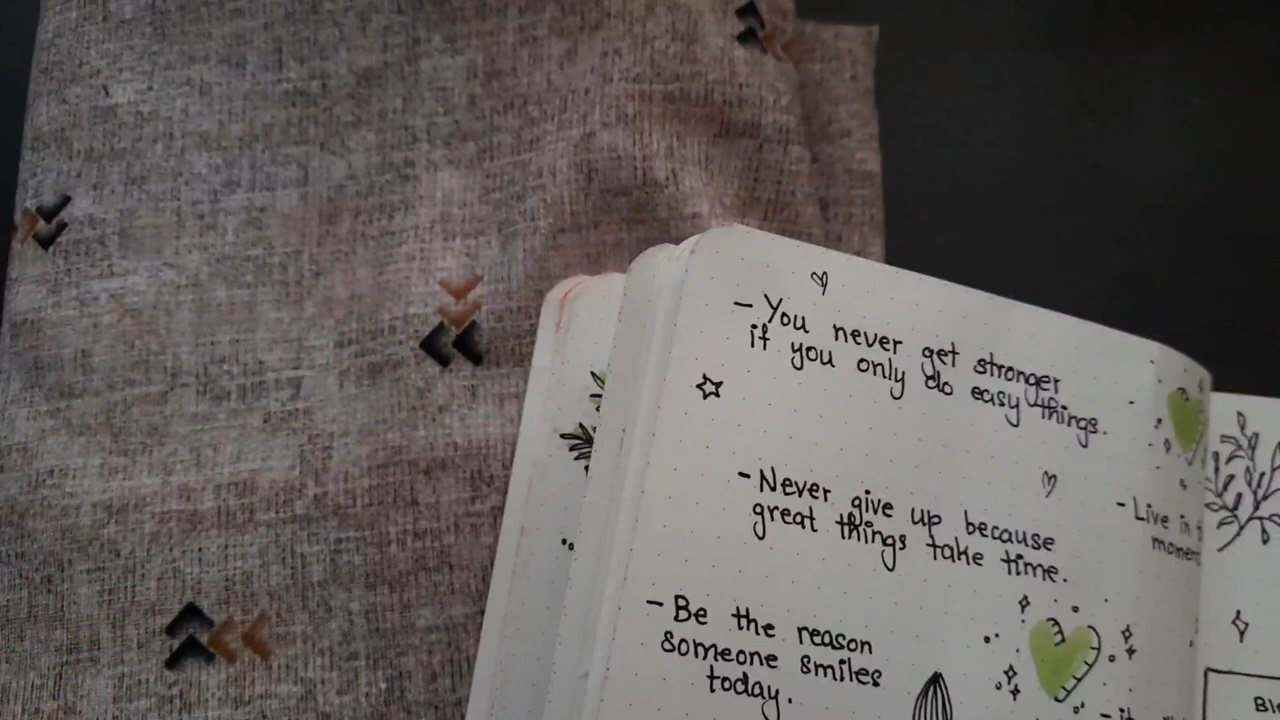 - You never get stronger
if you only do easy things.
- Never give up because
great things take time.
- Live in
- Be the reason
someone smiles
today.